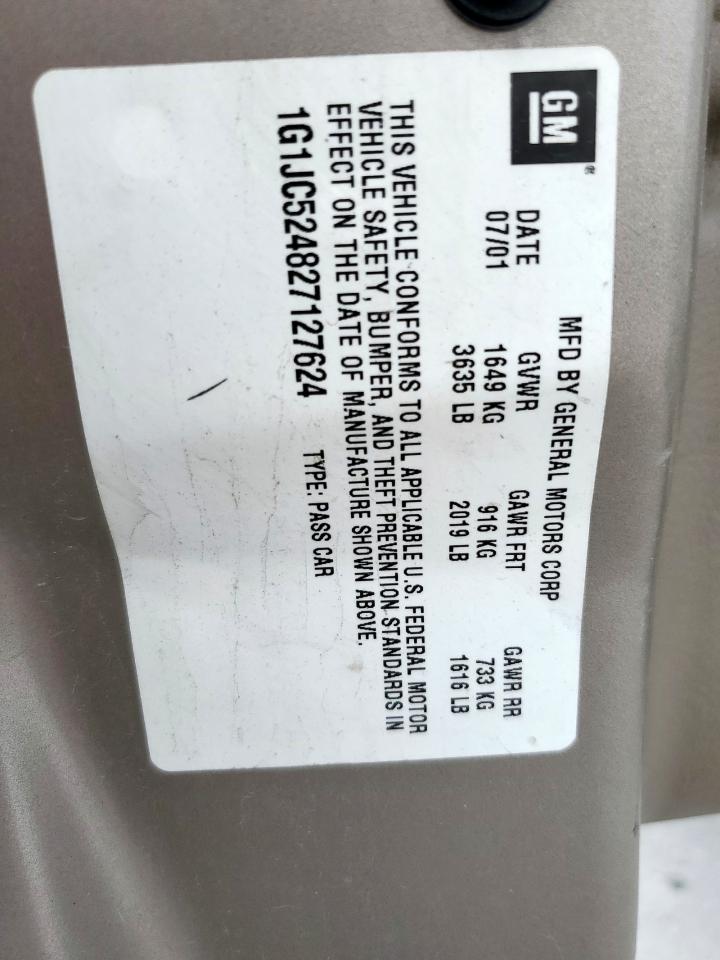 GM®
MFD BY GENERAL MOTORS CORP
DATE GVWR GAWR FRT GAWR RR
07/01 1649 KG 916 KG 733 KG
3635 LB 2019 LB 1616 LB
THIS VEHICLE CONFORMS TO ALL APPLICABLE U.S. FEDERAL MOTOR
VEHICLE SAFETY, BUMPER, AND THEFT PREVENTION STANDARDS IN
EFFECT ON THE DATE OF MANUFACTURE SHOWN ABOVE.
1G1JC524827127624 TYPE: PASS CAR